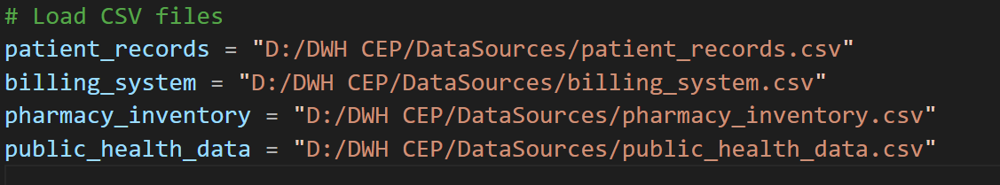 # Load CSV files
patient_records = "D:/DWH CEP/DataSources/patient_records.csv"
billing_system = "D:/DWH CEP/DataSources/billing_system.csv"
pharmacy_inventory = "D:/DWH CEP/DataSources/pharmacy_inventory.csv"
public_health_data = "D:/DWH CEP/DataSources/public_health_data.csv"